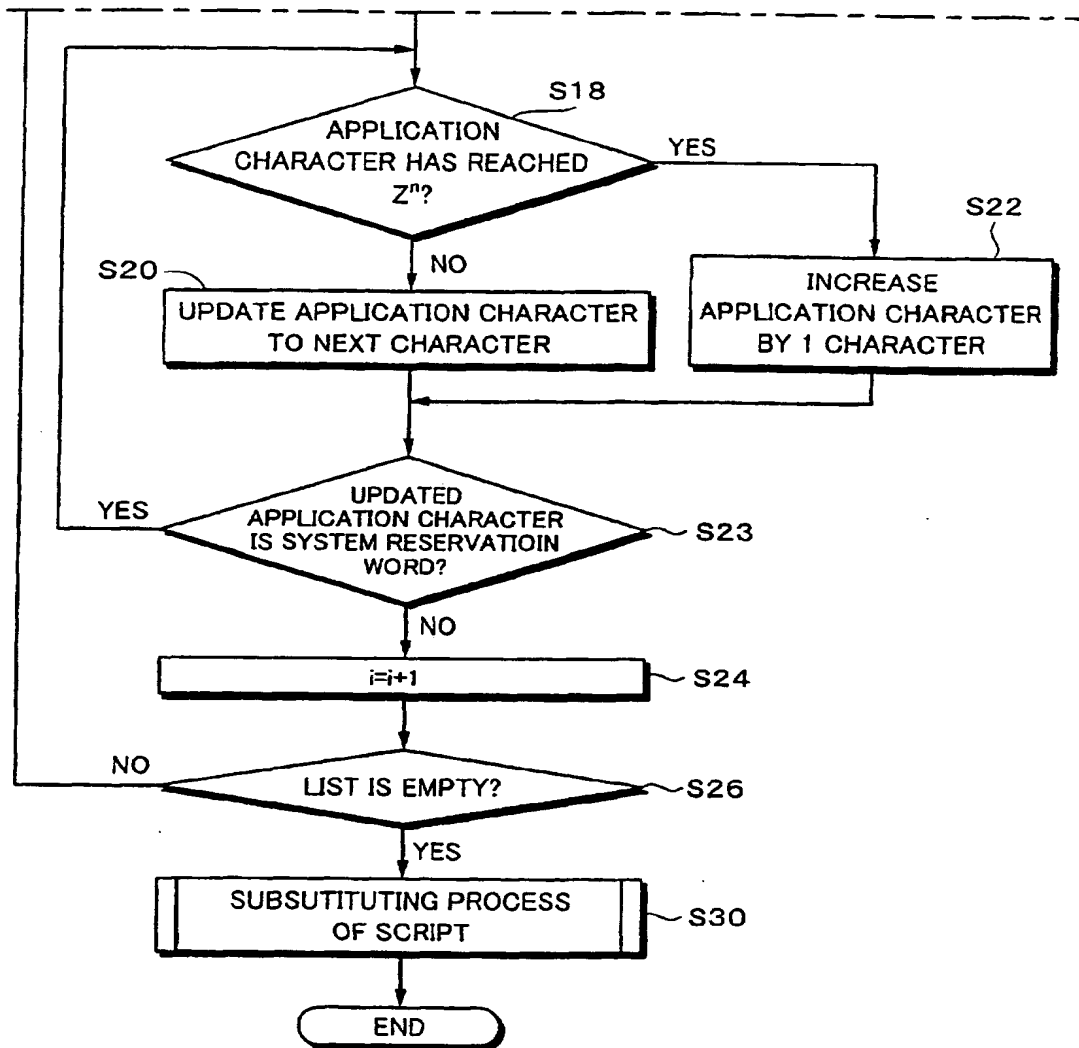 S18
APPLICATION
CHARACTER HAS REACHED
Zⁿ?
YES
S22
NO
S20
INCREASE
APPLICATION CHARACTER
BY 1 CHARACTER
UPDATE APPLICATION CHARACTER
TO NEXT CHARACTER
YES
UPDATED
APPLICATION CHARACTER
IS SYSTEM RESERVATIOIN
WORD?
S23
NO
i=i+1
S24
NO
LIST IS EMPTY?
S26
YES
SUBSUTITUTING PROCESS
OF SCRIPT
S30
END